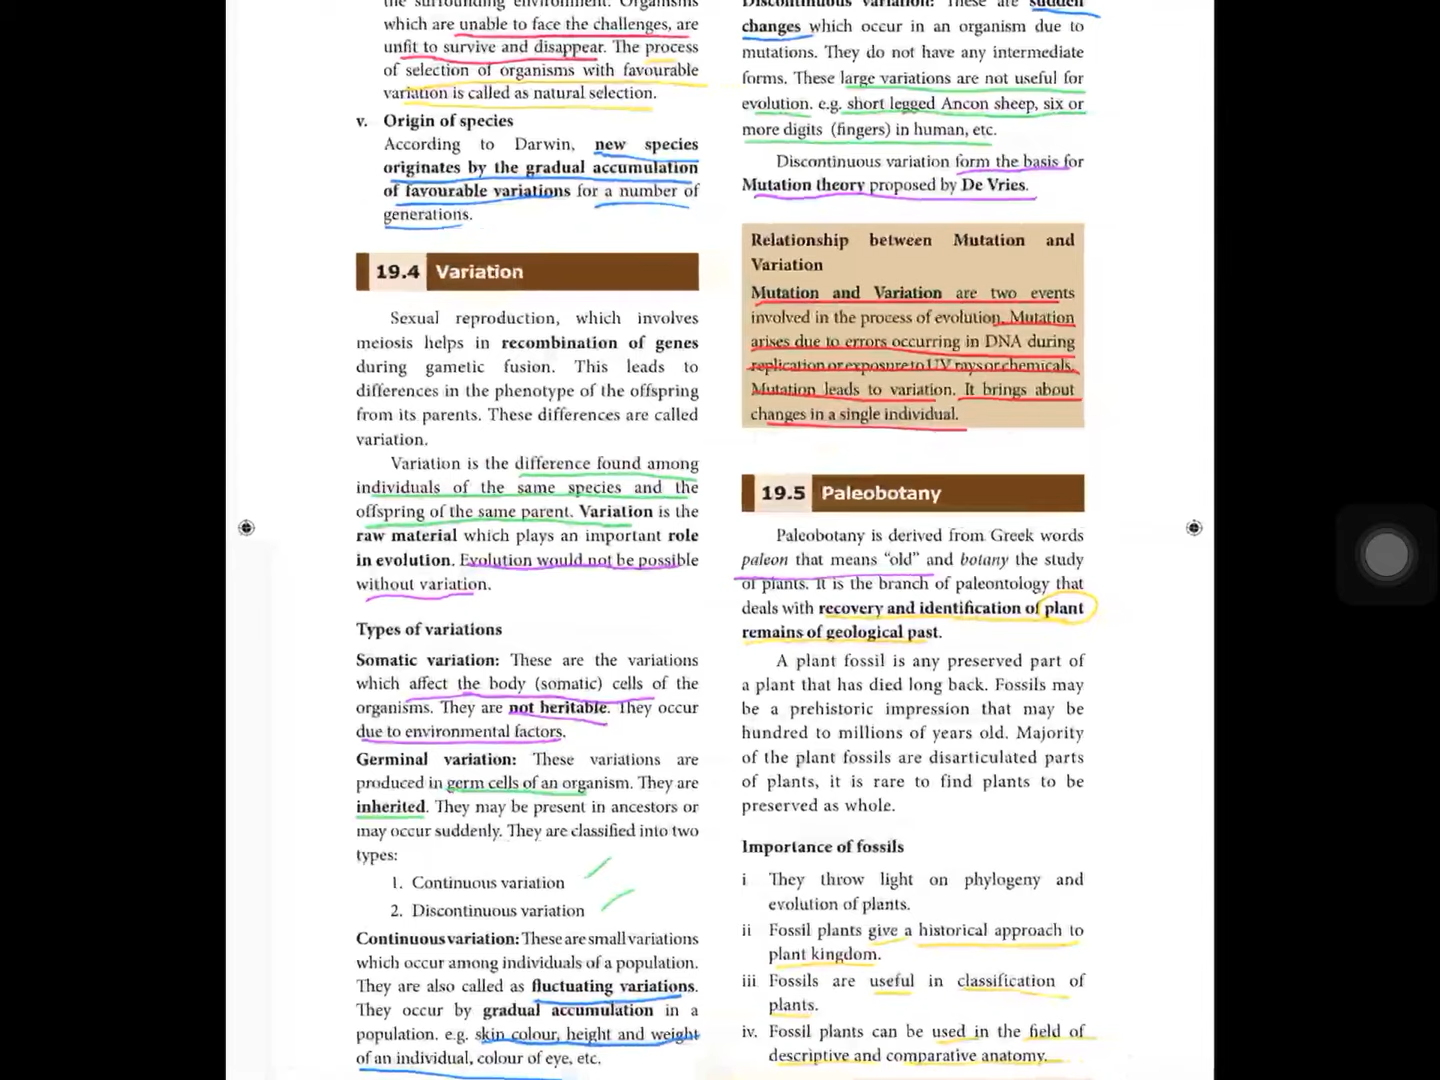 the surrounding environment. Organisms
which are unable to face the challenges, are
unfit to survive and disappear. The process
of selection of organisms with favourable
variation is called as natural selection.
v. Origin of species
According to Darwin, new species
originates by the gradual accumulation
of favourable variations for a number of
generations.
19.4 Variation
Sexual reproduction, which involves
meiosis helps in recombination of genes
during gametic fusion. This leads to
differences in the phenotype of the offspring
from its parents. These differences are called
variation.
Variation is the difference found among
individuals of the same species and the
offspring of the same parent. Variation is the
raw material which plays an important role
in evolution. Evolution would not be possible
without variation.
Types of variations
Somatic variation: These are the variations
which affect the body (somatic) cells of the
organisms. They are not heritable. They occur
due to environmental factors.
Germinal variation: These variations are
produced in germ cells of an organism. They are
inherited. They may be present in ancestors or
may occur suddenly. They are classified into two
types:
1. Continuous variation
2. Discontinuous variation
Continuous variation: These are small variations
which occur among individuals of a population.
They are also called as fluctuating variations.
They occur by gradual accumulation in a
population. e.g. skin colour, height and weight
of an individual, colour of eye, etc.
Discontinuous variation: These are sudden
changes which occur in an organism due to
mutations. They do not have any intermediate
forms. These large variations are not useful for
evolution. e.g. short legged Ancon sheep, six or
more digits (fingers) in human, etc.
Discontinuous variation form the basis for
Mutation theory proposed by De Vries.
Relationship between Mutation and
Variation
Mutation and Variation are two events
involved in the process of evolution. Mutation
arises due to errors occurring in DNA during
replication or exposure to UV rays or chemicals.
Mutation leads to variation. It brings about
changes in a single individual.
19.5 Paleobotany
Paleobotany is derived from Greek words
paleon that means “old” and botany the study
of plants. It is the branch of paleontology that
deals with recovery and identification of plant
remains of geological past.
A plant fossil is any preserved part of
a plant that has died long back. Fossils may
be a prehistoric impression that may be
hundred to millions of years old. Majority
of the plant fossils are disarticulated parts
of plants, it is rare to find plants to be
preserved as whole.
Importance of fossils
i They throw light on phylogeny and
evolution of plants.
ii Fossil plants give a historical approach to
plant kingdom.
iii Fossils are useful in classification of
plants.
iv. Fossil plants can be used in the field of
descriptive and comparative anatomy.